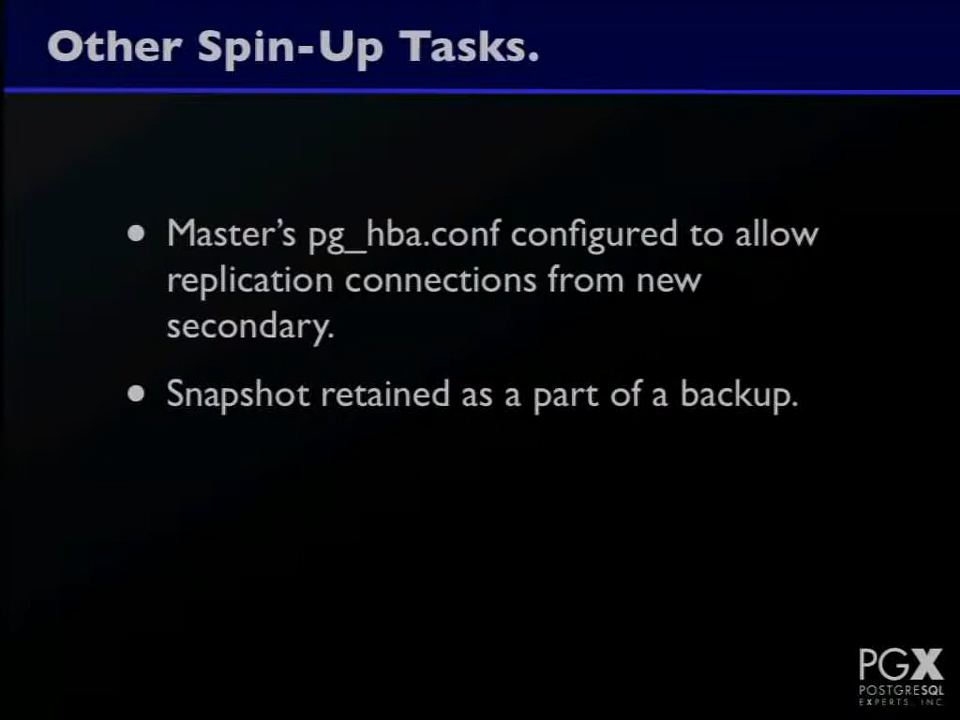 Other Spin-Up Tasks.
• Master's pg_hba.conf configured to allow
replication connections from new
secondary.
• Snapshot retained as a part of a backup.
PGX
POSTGRESQL
EXPERTS, INC